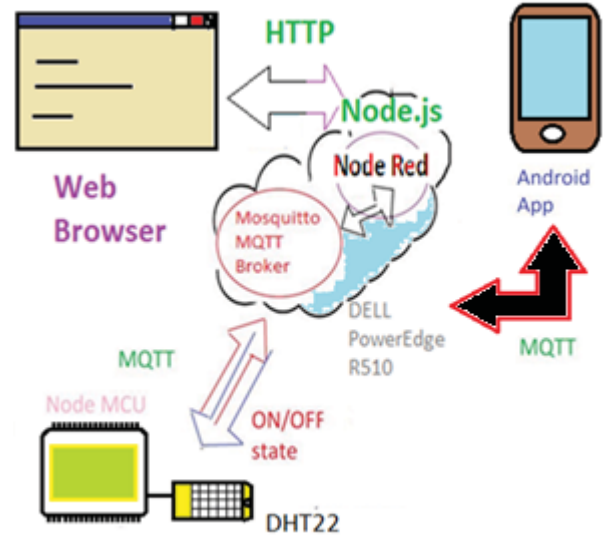 HTTP
Node.js
Node Red
Web
Browser
Android
App
Mosquitto
MQTT
Broker
DELL
PowerEdge
R510
MQTT
MQTT
Node MCU
ON/OFF
state
DHT22